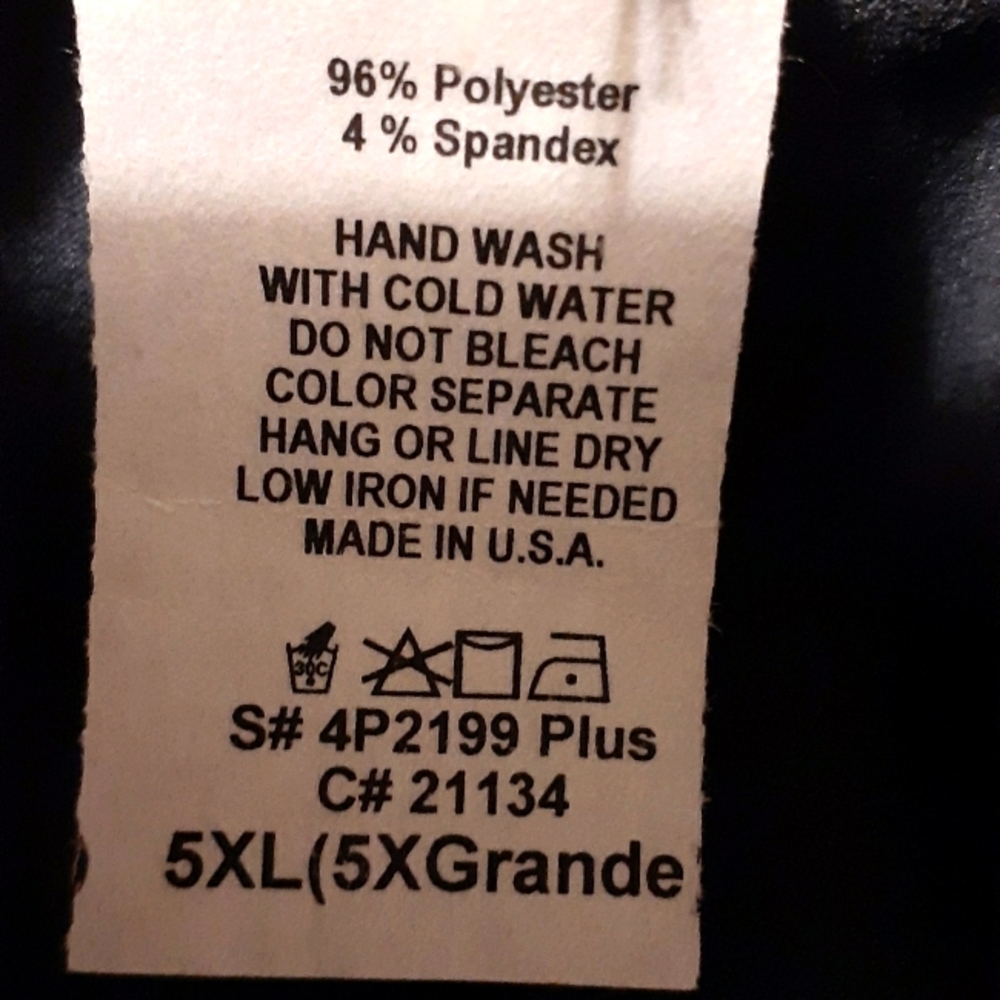 96% Polyester
4 % Spandex
HAND WASH
WITH COLD WATER
DO NOT BLEACH
COLOR SEPARATE
HANG OR LINE DRY
LOW IRON IF NEEDED
MADE IN U.S.A.
30C
S# 4P2199 Plus
C# 21134
5XL(5XGrande